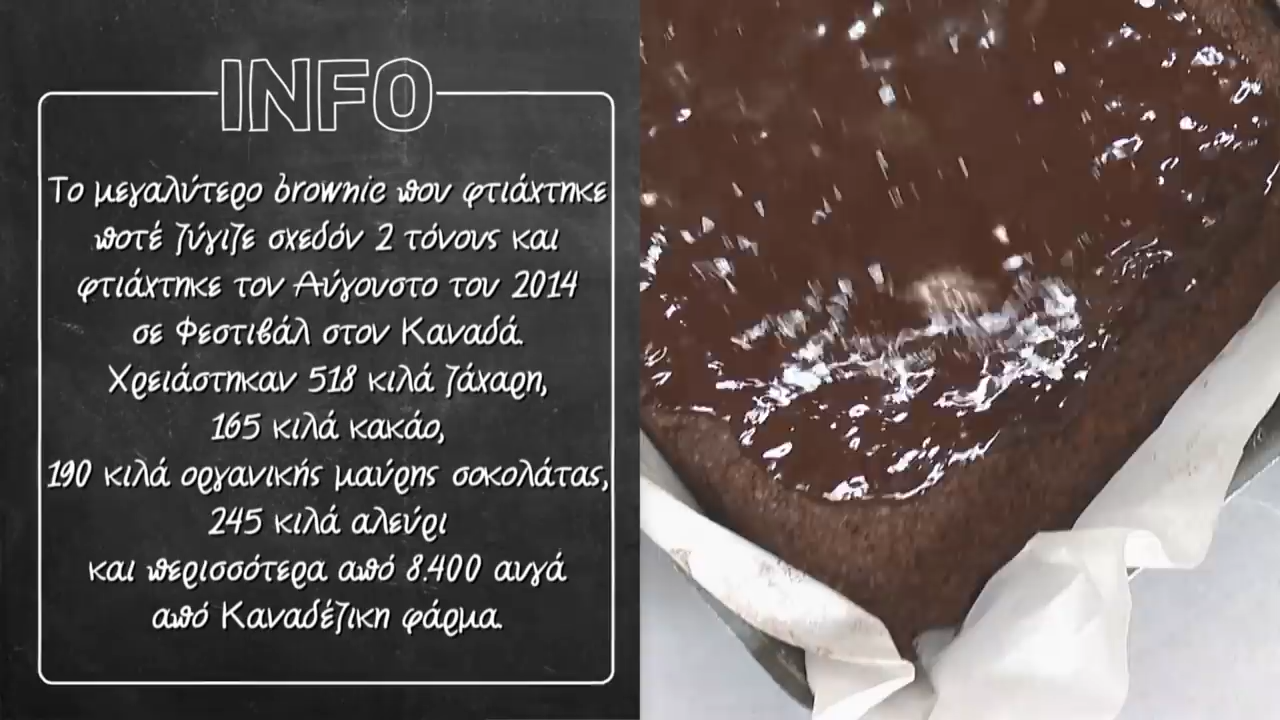 INFO
Το μεγαλύτερο brownie που φτιάχτηκε
ποτέ ζύγιζε σχεδόν 2 τόνους και
φτιάχτηκε τον Αύγουστο του 2014
σε Φεστιβάλ στον Καναδά.
Χρειάστηκαν 518 κιλά ζάχαρη,
165 κιλά κακάο,
190 κιλά οργανικής μαύρης σοκολάτας,
245 κιλά αλεύρι
και περισσότερα από 8.400 αυγά
από Καναδέζικη φάρμα.